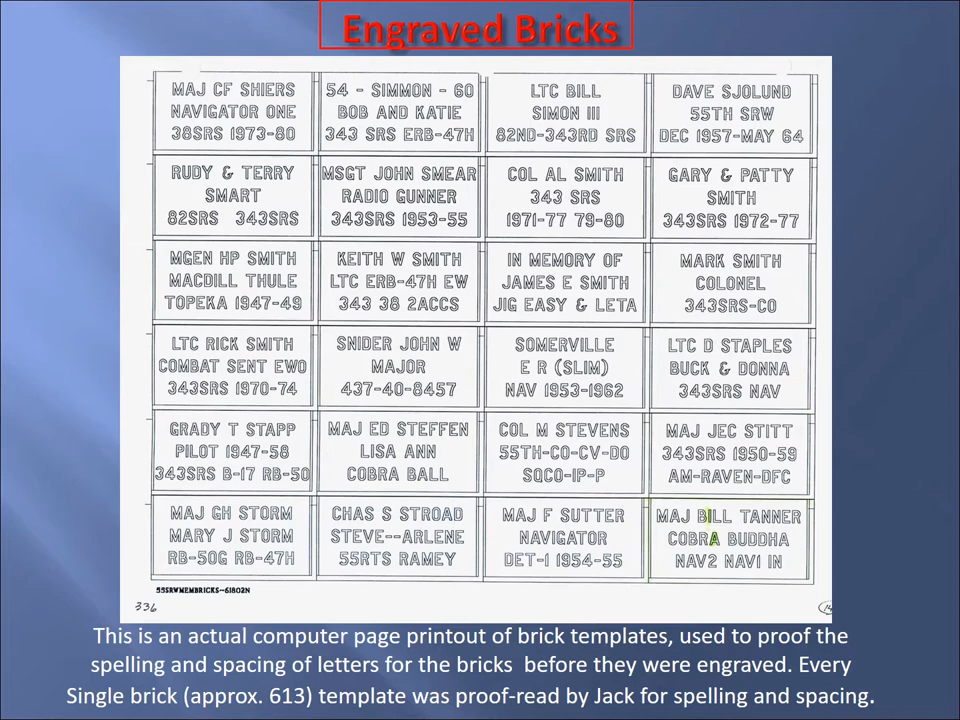 Engraved Bricks
MAJ CF SHIERS
NAVIGATOR ONE
38SRS 1973-80
54 - SIMMON - 60
BOB AND KATIE
343 SRS ERB-47H
LTC BILL
SIMON III
82ND-343RD SRS
DAVE SJOLUND
55TH SRW
DEC 1957-MAY 64
RUDY & TERRY
SMART
82SRS 343SRS
MSGT JOHN SMEAR
RADIO GUNNER
343SRS 1953-55
COL AL SMITH
343 SRS
1971-77 79-80
GARY & PATTY
SMITH
343SRS 1972-77
MGEN HP SMITH
MACDILL THULE
TOPEKA 1947-49
KEITH W SMITH
LTC ERB-47H EW
343 38 2ACCS
IN MEMORY OF
JAMES E SMITH
JIG EASY & LETA
MARK SMITH
COLONEL
343SRS-CO
LTC RICK SMITH
COMBAT SENT EWO
343SRS 1970-74
SNIDER JOHN W
MAJOR
437-40-8457
SOMERVILLE
E R (SLIM)
NAV 1953-1962
LTC D STAPLES
BUCK & DONNA
343SRS NAV
GRADY T STAPP
PILOT 1947-58
343SRS B-17 RB-50
MAJ ED STEFFEN
LISA ANN
COBRA BALL
COL M STEVENS
55TH-CO-CV-DO
SQCO-IP-P
MAJ JEC STITT
343SRS 1950-59
AM-RAVEN-DFC
MAJ GH STORM
MARY J STORM
RB-50G RB-47H
CHAS S STROAD
STEVE--ARLENE
55RTS RAMEY
MAJ F SUTTER
NAVIGATOR
DET-1 1954-55
MAJ BILL TANNER
COBRA BUDDHA
NAV2 NAV1 IN
55SRWMEMBRICKS--61802N
336
This is an actual computer page printout of brick templates, used to proof the
spelling and spacing of letters for the bricks before they were engraved. Every
Single brick (approx. 613) template was proof-read by Jack for spelling and spacing.